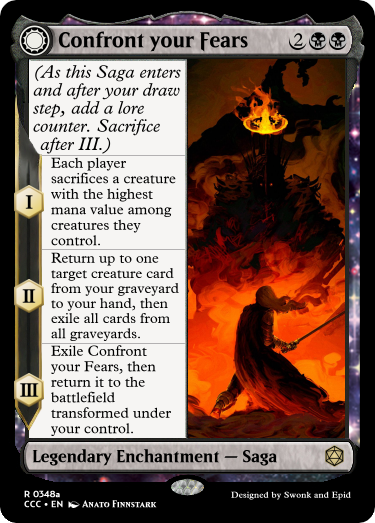 Confront your Fears 2
(As this Saga enters
and after your draw
step, add a lore
counter. Sacrifice
after III.)
I
Each player
sacrifices a creature
with the highest
mana value among
creatures they
control.
II
Return up to one
target creature card
from your graveyard
to your hand, then
exile all cards from
all graveyards.
III
Exile Confront
your Fears, then
return it to the
battlefield
transformed under
your control.
Legendary Enchantment — Saga
R 0348a
CCC • EN Anato Finnstark
Designed by Swonk and Epid